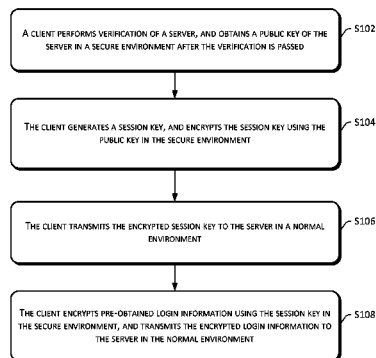 A CLIENT PERFORMS VERIFICATION OF A SERVER, AND OBTAINS A PUBLIC KEY OF THE
SERVER IN A SECURE ENVIRONMENT AFTER THE VERIFICATION IS PASSED
S102
THE CLIENT GENERATES A SESSION KEY, AND ENCRYPTS THE SESSION KEY USING THE
PUBLIC KEY IN THE SECURE ENVIRONMENT
S104
THE CLIENT TRANSMITS THE ENCRYPTED SESSION KEY TO THE SERVER IN A NORMAL
ENVIRONMENT
S106
THE CLIENT ENCRYPTS PRE-OBTAINED LOGIN INFORMATION USING THE SESSION KEY IN
THE SECURE ENVIRONMENT, AND TRANSMITS THE ENCRYPTED LOGIN INFORMATION TO
THE SERVER IN THE NORMAL ENVIRONMENT
S108